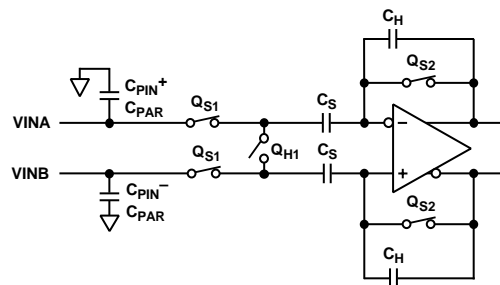 C_H
C_PIN+
C_PAR
Q_S1
C_S
Q_S2
VINA
−
Q_H1
VINB
Q_S1
C_S
+
C_PIN−
C_PAR
Q_S2
C_H